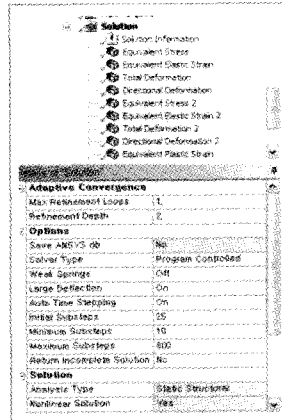 Solution
Solution Information
Equivalent Stress
Equivalent Elastic Strain
Total Deformation
Directional Deformation
Equivalent Stress 2
Equivalent Elastic Strain 2
Total Deformation 2
Directional Deformation 2
Equivalent Plastic Strain
Adaptive Convergence
Max Refinement Loops 1.
Refinement Depth 2.
Options
Save ANSYS db No
Solver Type Program Controlled
Weak Springs Off
Large Deflection On
Auto Time Stepping On
Initial Substeps 25
Minimum Substeps 10
Maximum Substeps 800
Return Incomplete Solution No
Solution
Analysis Type Static Structural
Nonlinear Solution Yes